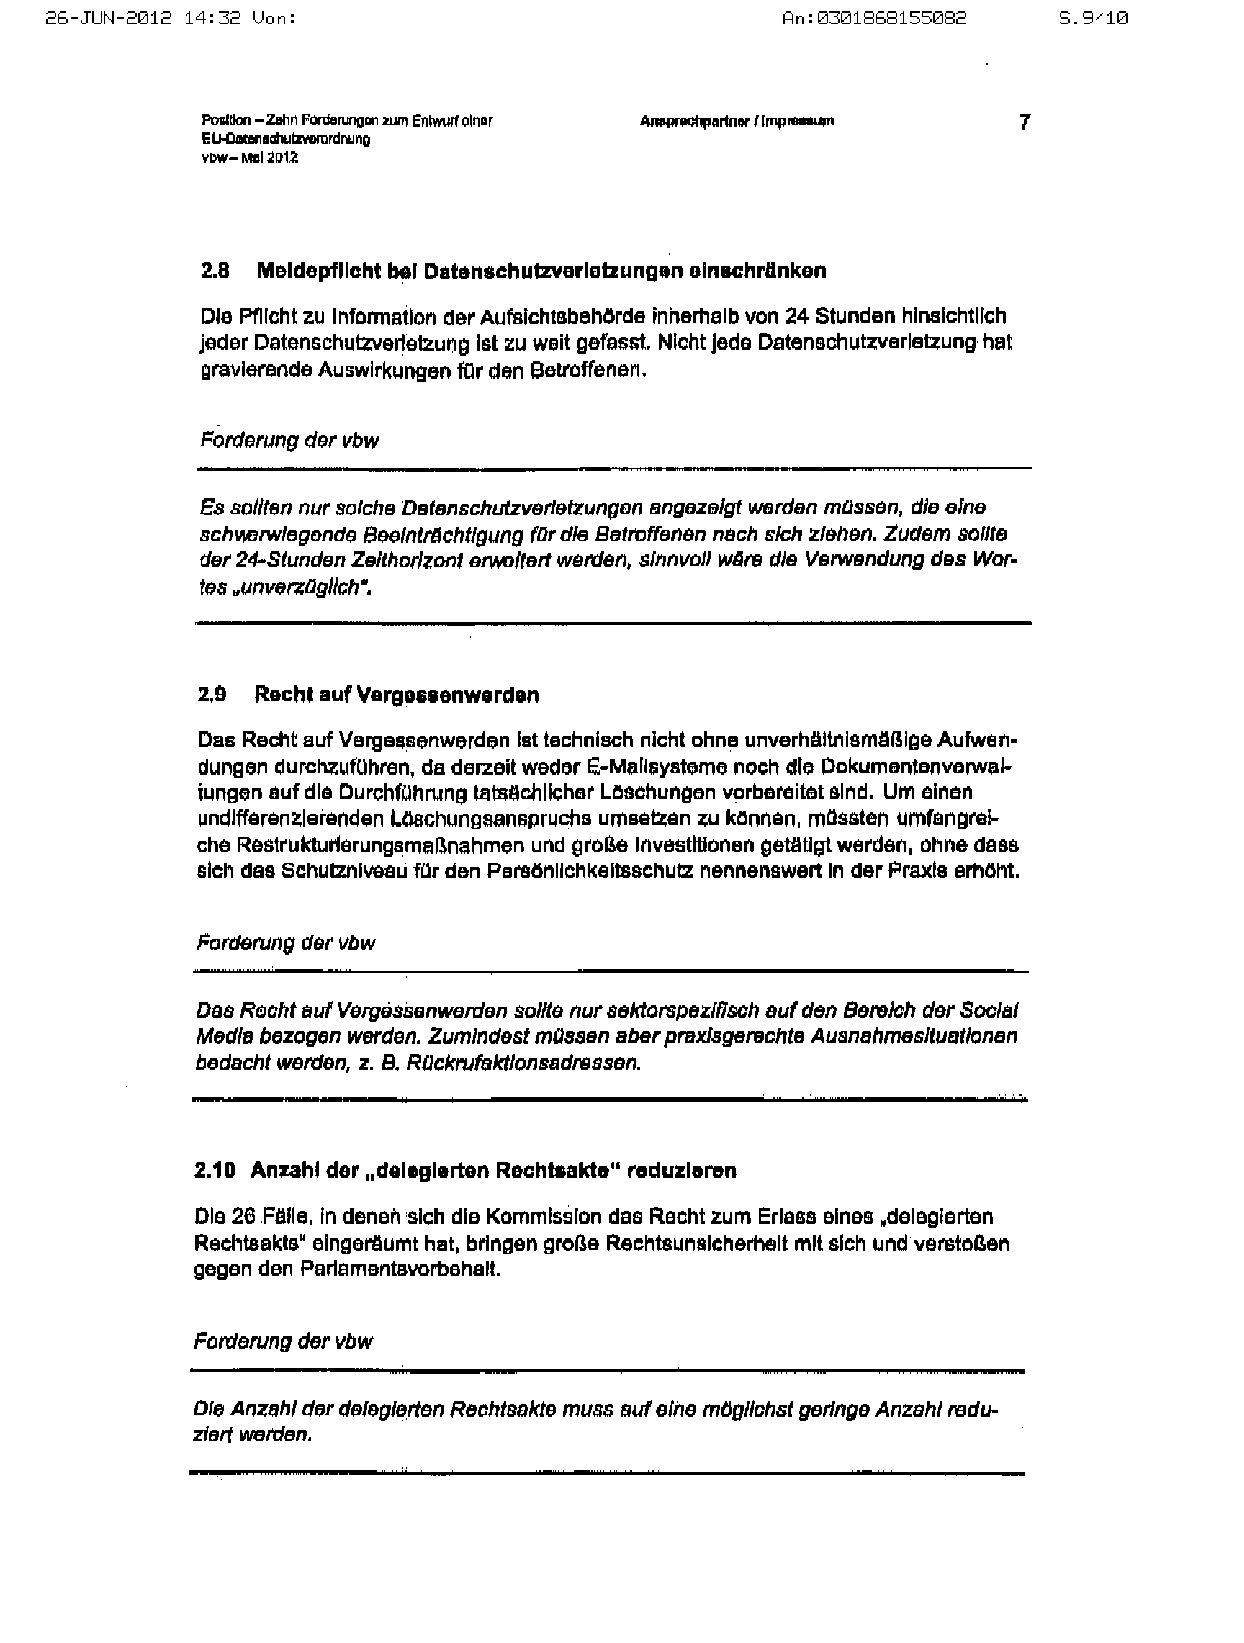 26-JUN-2012 14:32 Von: An:0301868155082 S.9/10
Position – Zehn Forderungen zum Entwurf einer Ansprechpartner / Impressum 7
EU-Datenschutzverordnung
vbw – Mai 2012
2.8 Meldepflicht bei Datenschutzverletzungen einschränken
Die Pflicht zu Information der Aufsichtsbehörde innerhalb von 24 Stunden hinsichtlich
jeder Datenschutzverletzung ist zu weit gefasst. Nicht jede Datenschutzverletzung hat
gravierende Auswirkungen für den Betroffenen.
Forderung der vbw
Es sollten nur solche Datenschutzverletzungen angezeigt werden müssen, die eine
schwerwiegende Beeinträchtigung für die Betroffenen nach sich ziehen. Zudem sollte
der 24-Stunden Zeithorizont erweitert werden, sinnvoll wäre die Verwendung des Wor-
tes „unverzüglich“.
2.9 Recht auf Vergessenwerden
Das Recht auf Vergessenwerden ist technisch nicht ohne unverhältnismäßige Aufwen-
dungen durchzuführen, da derzeit weder E-Mailsysteme noch die Dokumentenverwal-
tungen auf die Durchführung tatsächlicher Löschungen vorbereitet sind. Um einen
undifferenzierenden Löschungsanspruchs umsetzen zu können, müssten umfangrei-
che Restrukturierungsmaßnahmen und große Investitionen getätigt werden, ohne dass
sich das Schutzniveau für den Persönlichkeitsschutz nennenswert in der Praxis erhöht.
Forderung der vbw
Das Recht auf Vergessenwerden sollte nur sektorspezifisch auf den Bereich der Social
Media bezogen werden. Zumindest müssen aber praxisgerechte Ausnahmesituationen
bedacht werden, z. B. Rückrufaktionsadressen.
2.10 Anzahl der „delegierten Rechtsakte“ reduzieren
Die 26 Fälle, in denen sich die Kommission das Recht zum Erlass eines „delegierten
Rechtsakts“ eingeräumt hat, bringen große Rechtsunsicherheit mit sich und verstoßen
gegen den Parlamentsvorbehalt.
Forderung der vbw
Die Anzahl der delegierten Rechtsakte muss auf eine möglichst geringe Anzahl redu-
ziert werden.